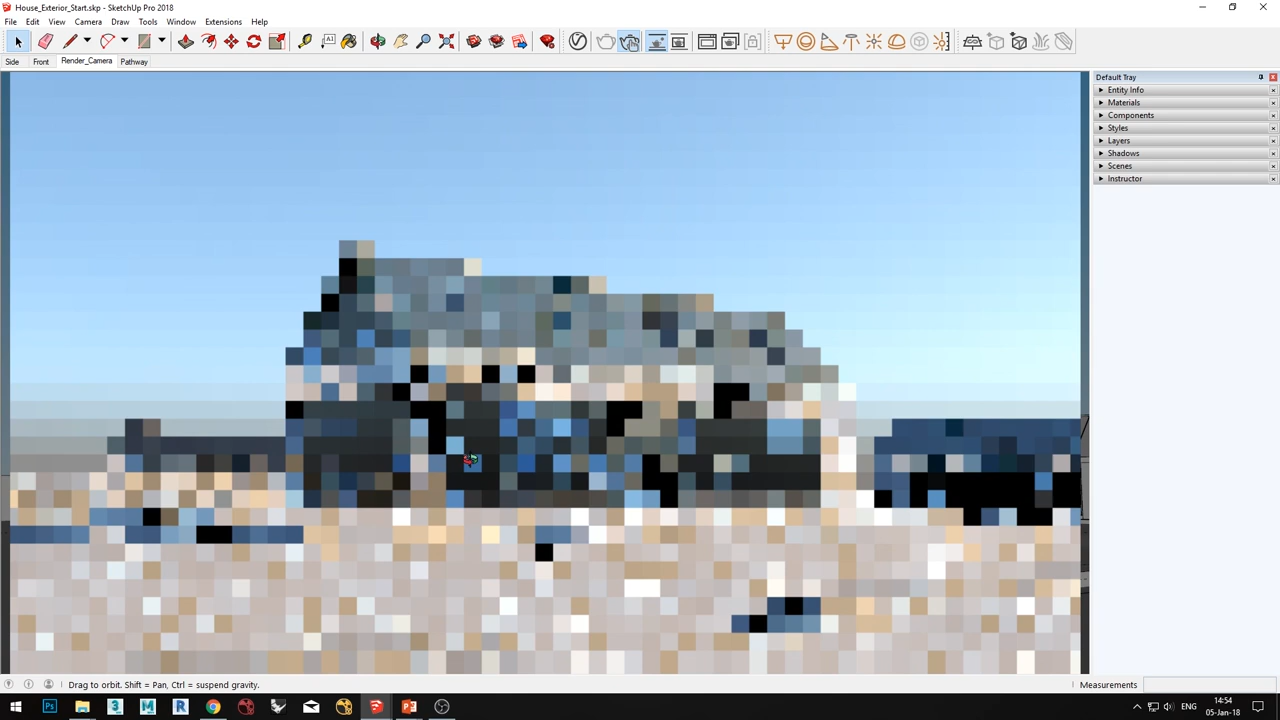 House_Exterior_Start.skp - SketchUp Pro 2018
File Edit View Camera Draw Tools Window Extensions Help
Side Front Render_Camera Pathway
Default Tray
Entity Info
Materials
Components
Styles
Layers
Shadows
Scenes
Instructor
Drag to orbit. Shift = Pan, Ctrl = suspend gravity.
Measurements
ENG
14:54
05-Jan-18